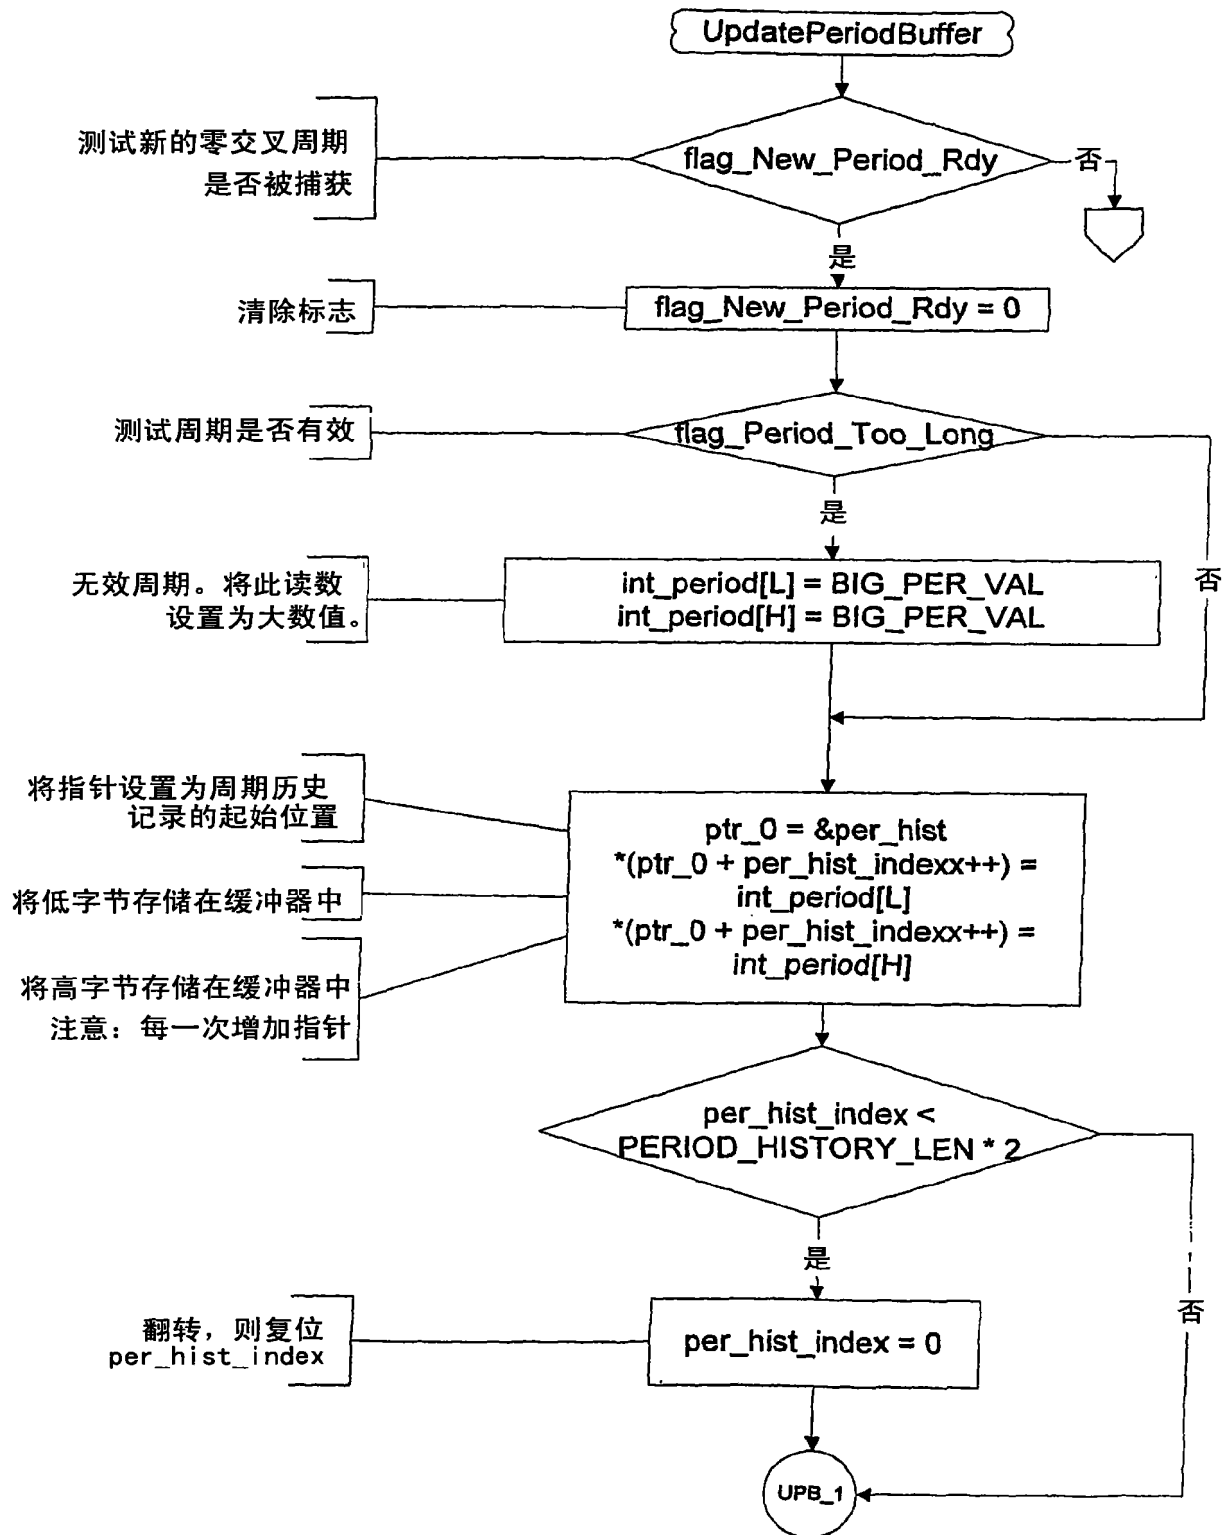 UpdatePeriodBuffer
测试新的零交叉周期
是否被捕获
flag_New_Period_Rdy
否
是
清除标志
flag_New_Period_Rdy = 0
测试周期是否有效
flag_Period_Too_Long
是
否
无效周期。将此读数
设置为大数值。
int_period[L] = BIG_PER_VAL
int_period[H] = BIG_PER_VAL
将指针设置为周期历史
记录的起始位置
将低字节存储在缓冲器中
将高字节存储在缓冲器中
注意：每一次增加指针
ptr_0 = &per_hist
*(ptr_0 + per_hist_indexx++) =
int_period[L]
*(ptr_0 + per_hist_indexx++) =
int_period[H]
per_hist_index <
PERIOD_HISTORY_LEN * 2
是
否
翻转，则复位
per_hist_index
per_hist_index = 0
UPB_1